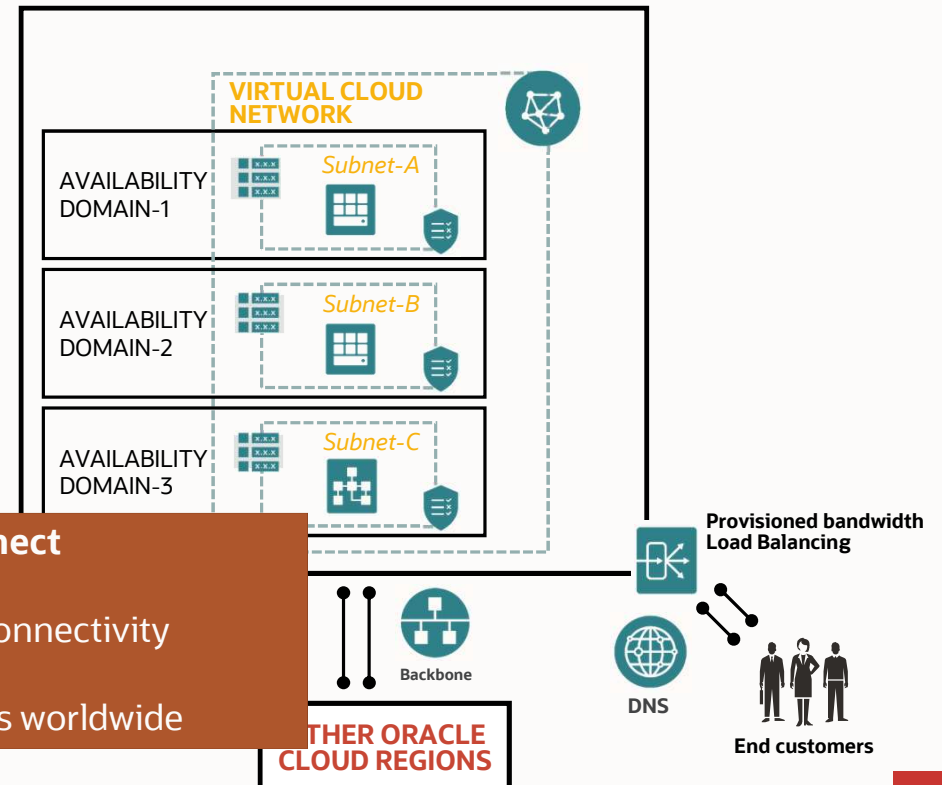 VIRTUAL CLOUD
NETWORK
AVAILABILITY
DOMAIN-1
x.x.x
x.x.x
x.x.x
Subnet-A
AVAILABILITY
DOMAIN-2
x.x.x
x.x.x
x.x.x
Subnet-B
AVAILABILITY
DOMAIN-3
x.x.x
x.x.x
x.x.x
Subnet-C
nect
onnectivity
s worldwide
Provisioned bandwidth
Load Balancing
Backbone
DNS
End customers
THER ORACLE
CLOUD REGIONS